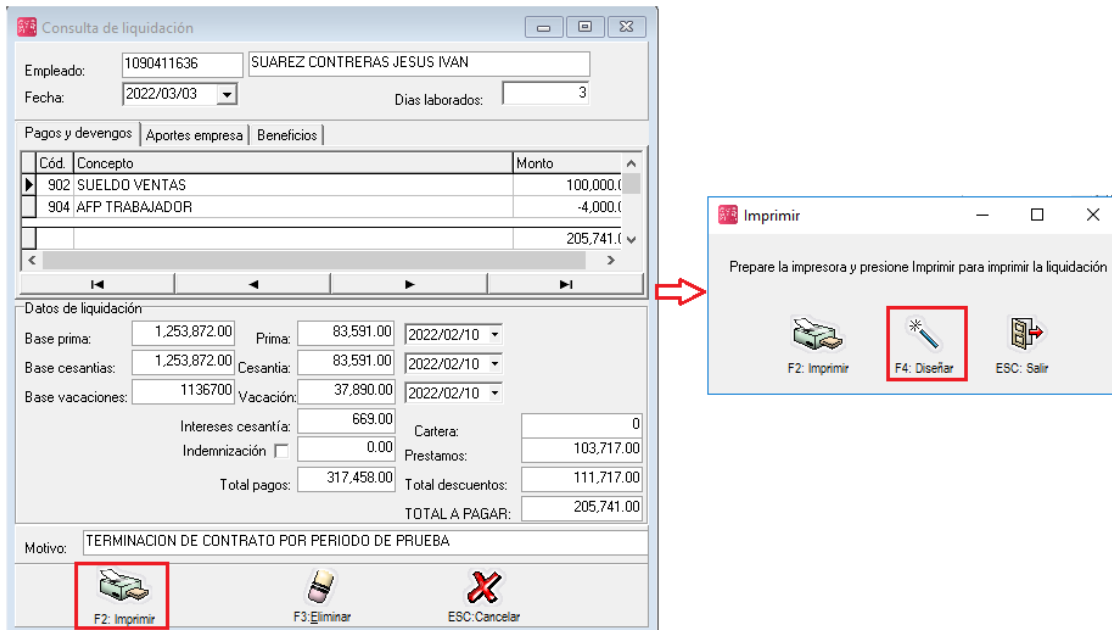 Consulta de liquidación
Empleado: 1090411636 SUAREZ CONTRERAS JESUS IVAN
Fecha: 2022/03/03 Dias laborados: 3
Pagos y devengos Aportes empresa Beneficios
Cód. Concepto Monto
902 SUELDO VENTAS 100,000.(
904 AFP TRABAJADOR -4,000.(
205,741.(
Datos de liquidación
Base prima: 1,253,872.00 Prima: 83,591.00 2022/02/10
Base cesantias: 1,253,872.00 Cesantia: 83,591.00 2022/02/10
Base vacaciones: 1136700 Vacación: 37,890.00 2022/02/10
Intereses cesantía: 669.00 Cartera: 0
Indemnización 0.00 Prestamos: 103,717.00
Total pagos: 317,458.00 Total descuentos: 111,717.00
TOTAL A PAGAR: 205,741.00
Motivo: TERMINACION DE CONTRATO POR PERIODO DE PRUEBA
F2: Imprimir F3:Eliminar ESC:Cancelar
Imprimir
Prepare la impresora y presione Imprimir para imprimir la liquidación
F2: Imprimir F4: Diseñar ESC: Salir